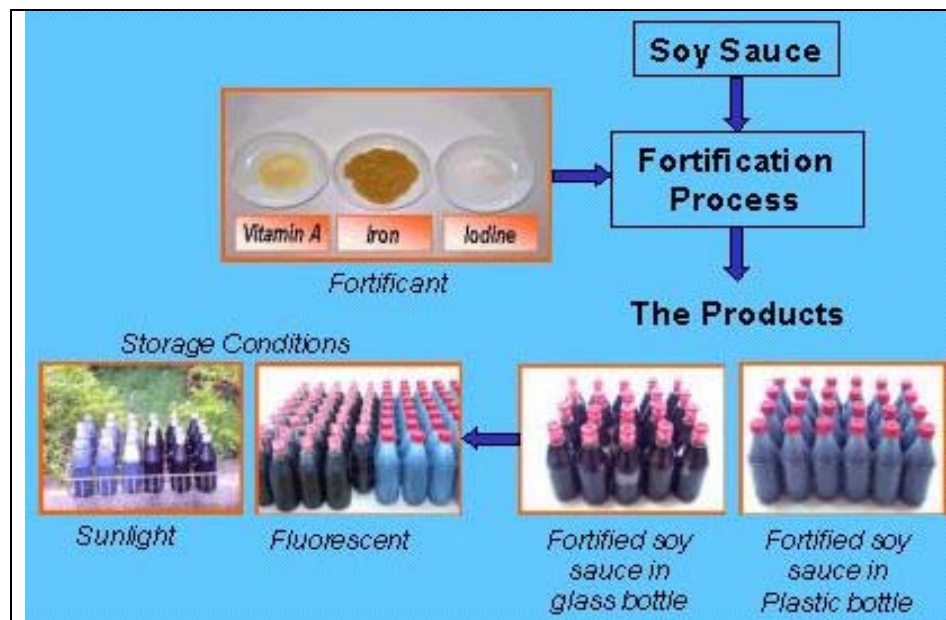 Soy Sauce
Fortification
Process
Vitamin A
Iron
Iodine
Fortificant
The Products
Storage Conditions
Sunlight
Fluorescent
Fortified soy
sauce in
glass bottle
Fortified soy
sauce in
Plastic bottle